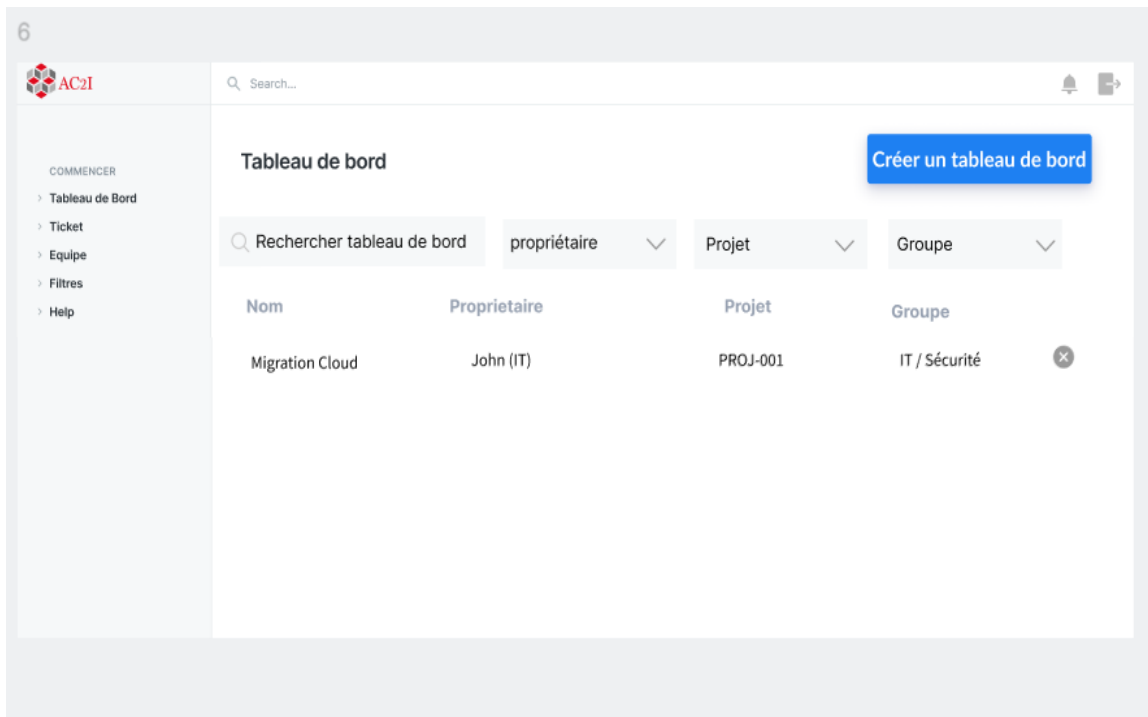 6
AC2I
Search...
COMMENCER
Tableau de Bord
Ticket
Equipe
Filtres
Help
Tableau de bord
Créer un tableau de bord
Rechercher tableau de bord
propriétaire
Projet
Groupe
Nom Proprietaire Projet Groupe
Migration Cloud John (IT) PROJ-001 IT / Sécurité